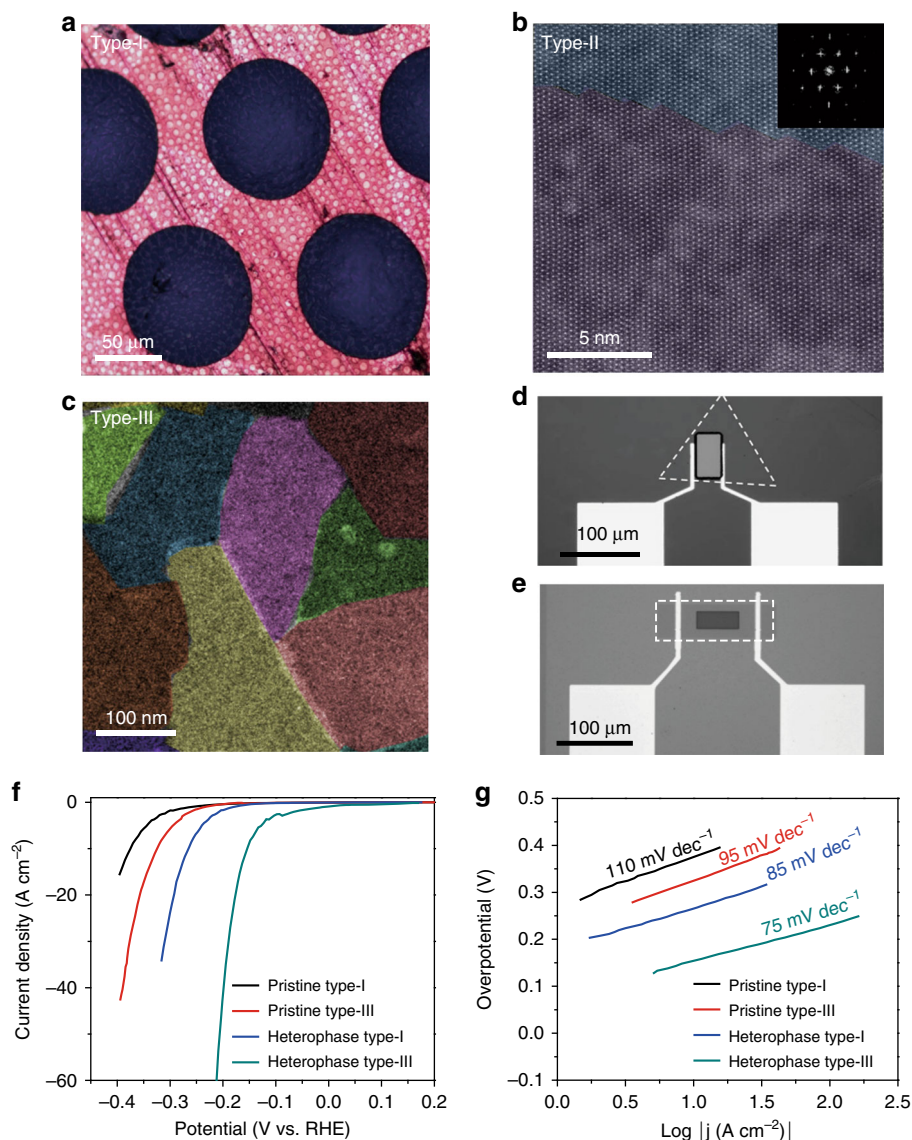 a
Type-I
50 μm
b
Type-II
5 nm
c
Type-III
100 nm
d
100 μm
e
100 μm
f
Current density (A cm⁻²)
0
–20
–40
–60
–0.4
–0.3
–0.2
–0.1
0.0
0.1
0.2
Potential (V vs. RHE)
Pristine type-I
Pristine type-III
Heterophase type-I
Heterophase type-III
g
Overpotential (V)
0.5
0.4
0.3
0.2
0.1
0.0
–0.1
110 mV dec⁻¹
95 mV dec⁻¹
85 mV dec⁻¹
75 mV dec⁻¹
Pristine type-I
Pristine type-III
Heterophase type-I
Heterophase type-III
0.0
0.5
1.0
1.5
2.0
2.5
Log |j (A cm⁻²)|